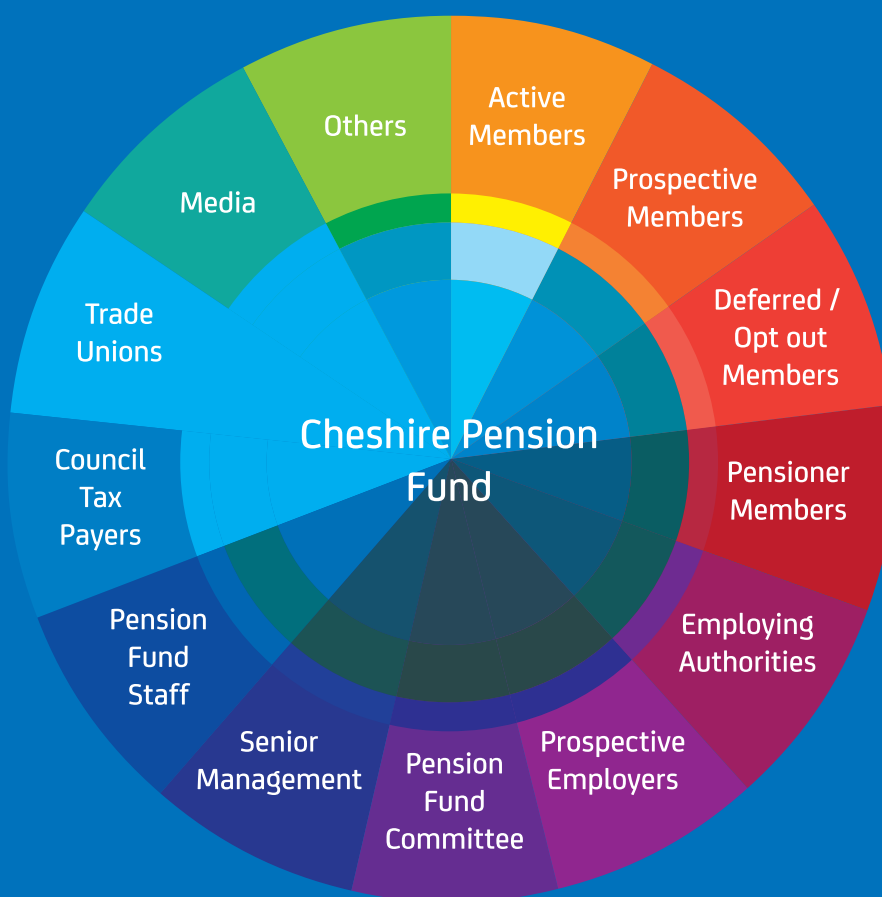 Others
Active
Members
Prospective
Members
Deferred /
Opt out
Members
Pensioner
Members
Employing
Authorities
Prospective
Employers
Pension
Fund
Committee
Senior
Management
Pension
Fund
Staff
Council
Tax
Payers
Trade
Unions
Media
Cheshire Pension
Fund